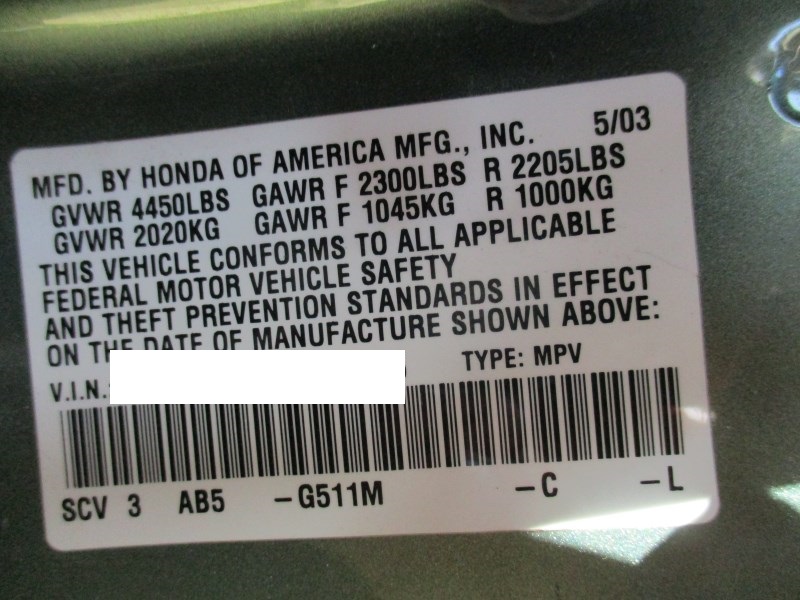 MFD. BY HONDA OF AMERICA MFG., INC. 5/03
GVWR 4450LBS GAWR F 2300LBS R 2205LBS
GVWR 2020KG GAWR F 1045KG R 1000KG
THIS VEHICLE CONFORMS TO ALL APPLICABLE
FEDERAL MOTOR VEHICLE SAFETY
AND THEFT PREVENTION STANDARDS IN EFFECT
ON THE DATE OF MANUFACTURE SHOWN ABOVE:
V.I.N.: TYPE: MPV
SCV 3 AB5 -G511M -C -L